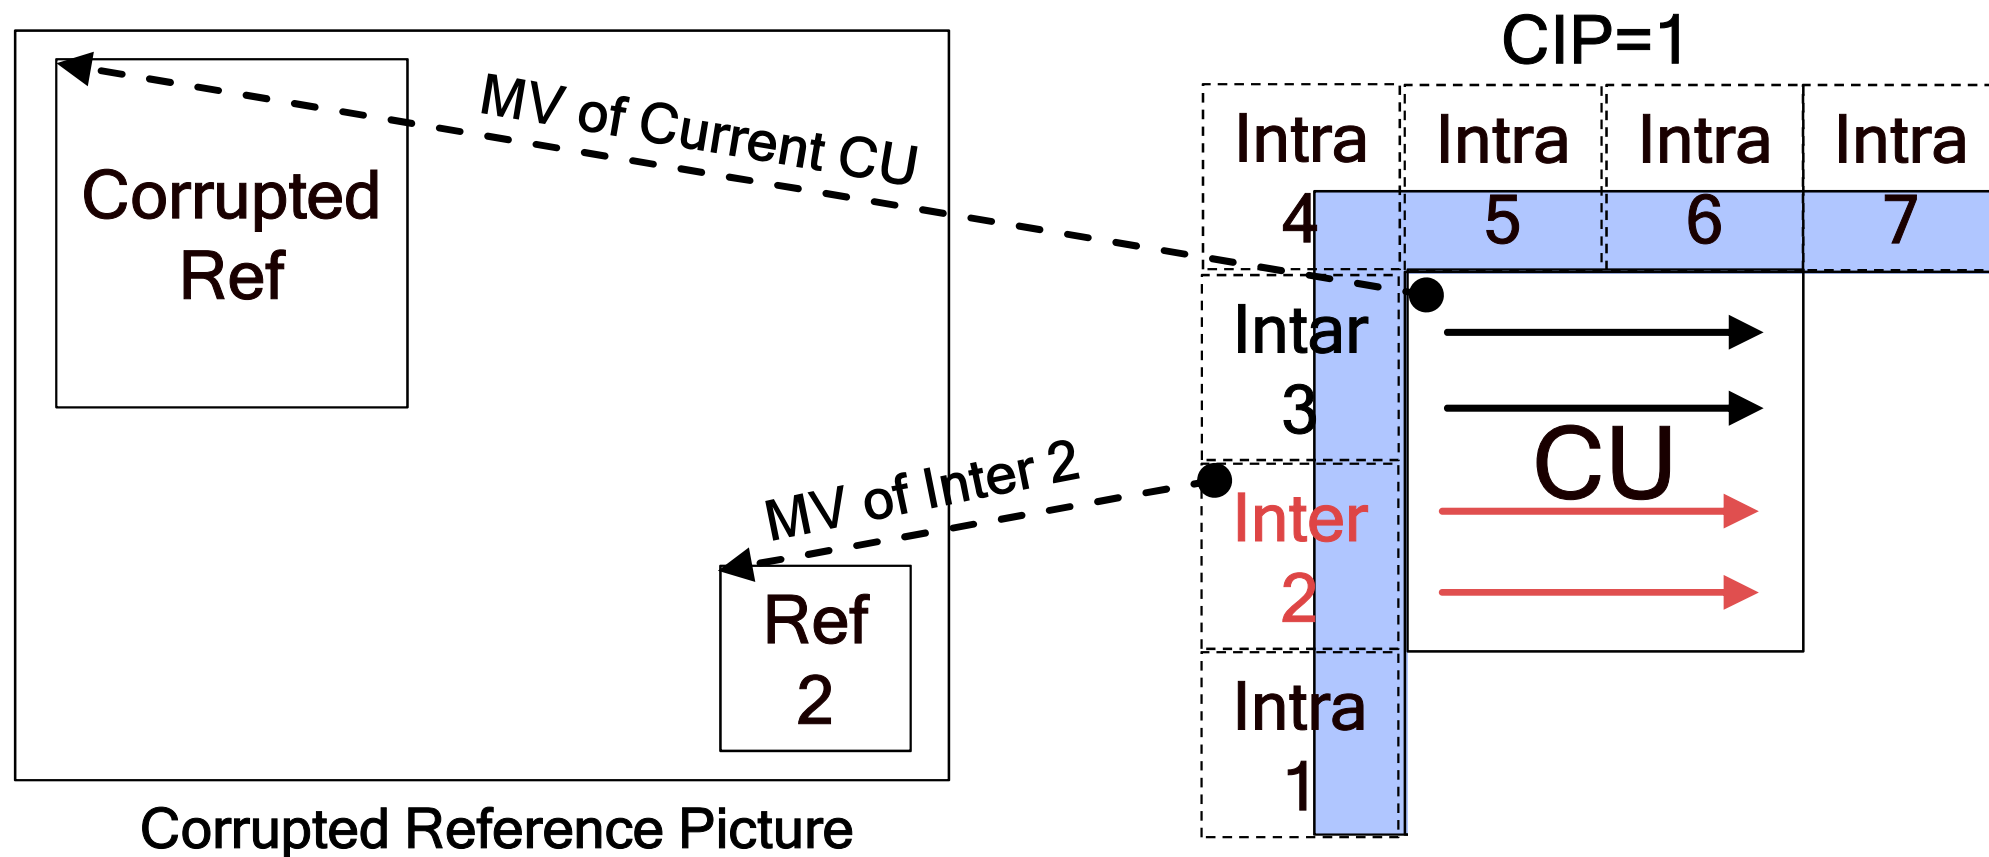 CIP=1
MV of Current CU
Corrupted
Ref
Intra
4
Intra
5
Intra
6
Intra
7
Intar
3
CU
MV of Inter 2
Inter
2
Ref
2
Intra
1
Corrupted Reference Picture